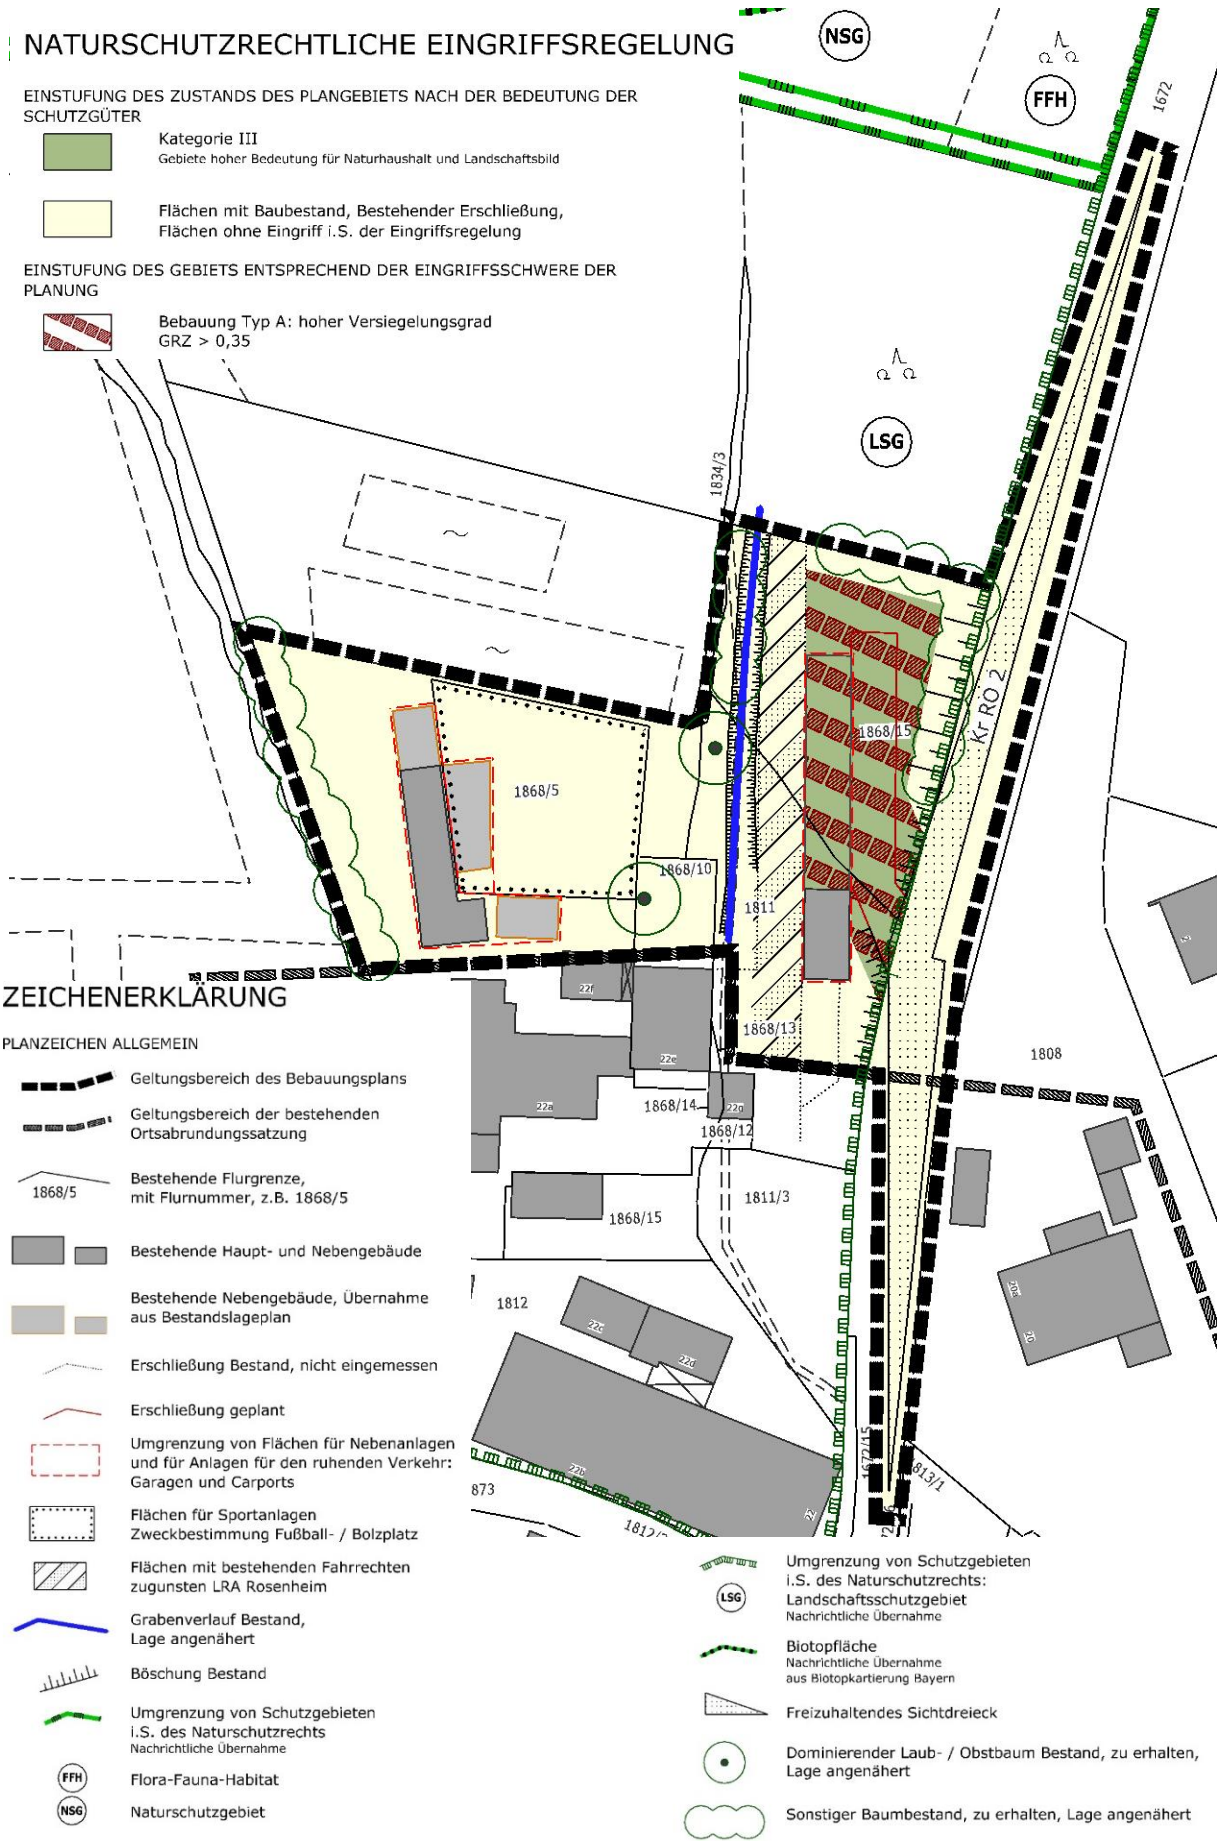 NATURSCHUTZRECHTLICHE EINGRIFFSREGELUNG
EINSTUFUNG DES ZUSTANDS DES PLANGEBIETS NACH DER BEDEUTUNG DER
SCHUTZGÜTER
Kategorie III
Gebiete hoher Bedeutung für Naturhaushalt und Landschaftsbild
Flächen mit Baubestand, Bestehender Erschließung,
Flächen ohne Eingriff i.S. der Eingriffsregelung
EINSTUFUNG DES GEBIETS ENTSPRECHEND DER EINGRIFFSSCHWERE DER
PLANUNG
Bebauung Typ A: hoher Versiegelungsgrad
GRZ > 0,35
NSG
FFH
1672
LSG
1834/3
Kr RO 2
1868/15
1868/5
1868/10
1811
1868/13
1808
22f
22e
22a
1868/14
22g
1868/12
1811/3
1868/15
1812
22c
22d
22b
22
873
1672/15
1813/1
20a
20
2
ZEICHENERKLÄRUNG
PLANZEICHEN ALLGEMEIN
Geltungsbereich des Bebauungsplans
Geltungsbereich der bestehenden
Ortsabrundungssatzung
1868/5
Bestehende Flurgrenze,
mit Flurnummer, z.B. 1868/5
Bestehende Haupt- und Nebengebäude
Bestehende Nebengebäude, Übernahme
aus Bestandslageplan
Erschließung Bestand, nicht eingemessen
Erschließung geplant
Umgrenzung von Flächen für Nebenanlagen
und für Anlagen für den ruhenden Verkehr:
Garagen und Carports
Flächen für Sportanlagen
Zweckbestimmung Fußball- / Bolzplatz
Flächen mit bestehenden Fahrrechten
zugunsten LRA Rosenheim
Grabenverlauf Bestand,
Lage angenähert
Böschung Bestand
Umgrenzung von Schutzgebieten
i.S. des Naturschutzrechts
Nachrichtliche Übernahme
FFH
Flora-Fauna-Habitat
NSG
Naturschutzgebiet
Umgrenzung von Schutzgebieten
i.S. des Naturschutzrechts:
LSG
Landschaftsschutzgebiet
Nachrichtliche Übernahme
Biotopfläche
Nachrichtliche Übernahme
aus Biotopkartierung Bayern
Freizuhaltendes Sichtdreieck
Dominierender Laub- / Obstbaum Bestand, zu erhalten,
Lage angenähert
Sonstiger Baumbestand, zu erhalten, Lage angenähert